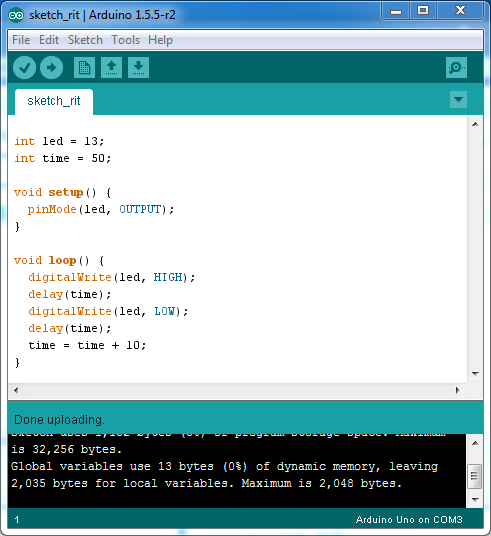 sketch_rit | Arduino 1.5.5-r2
File Edit Sketch Tools Help
sketch_rit
int led = 13;
int time = 50;
void setup() {
pinMode(led, OUTPUT);
}
void loop() {
digitalWrite(led, HIGH);
delay(time);
digitalWrite(led, LOW);
delay(time);
time = time + 10;
}
Done uploading.
is 32,256 bytes.
Global variables use 13 bytes (0%) of dynamic memory, leaving
2,035 bytes for local variables. Maximum is 2,048 bytes.
1 Arduino Uno on COM3